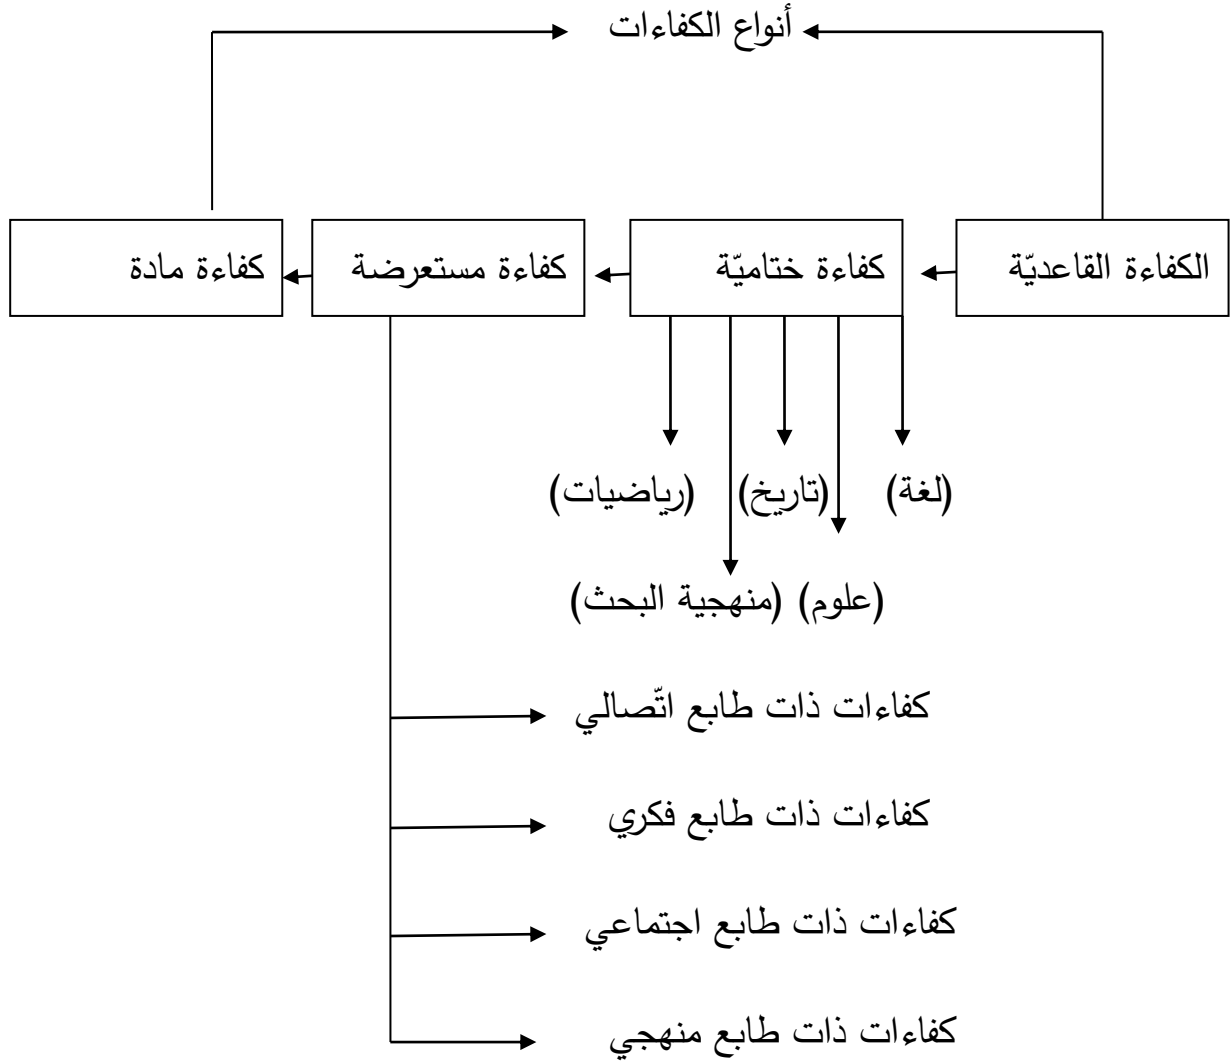 أنواع الكفاءات
الكفاءة القاعديّة كفاءة ختاميّة كفاءة مستعرضة كفاءة مادة
(لغة) (تاريخ) (رياضيات)
(علوم) (منهجية البحث)
كفاءات ذات طابع اتّصالي
كفاءات ذات طابع فكري
كفاءات ذات طابع اجتماعي
كفاءات ذات طابع منهجي